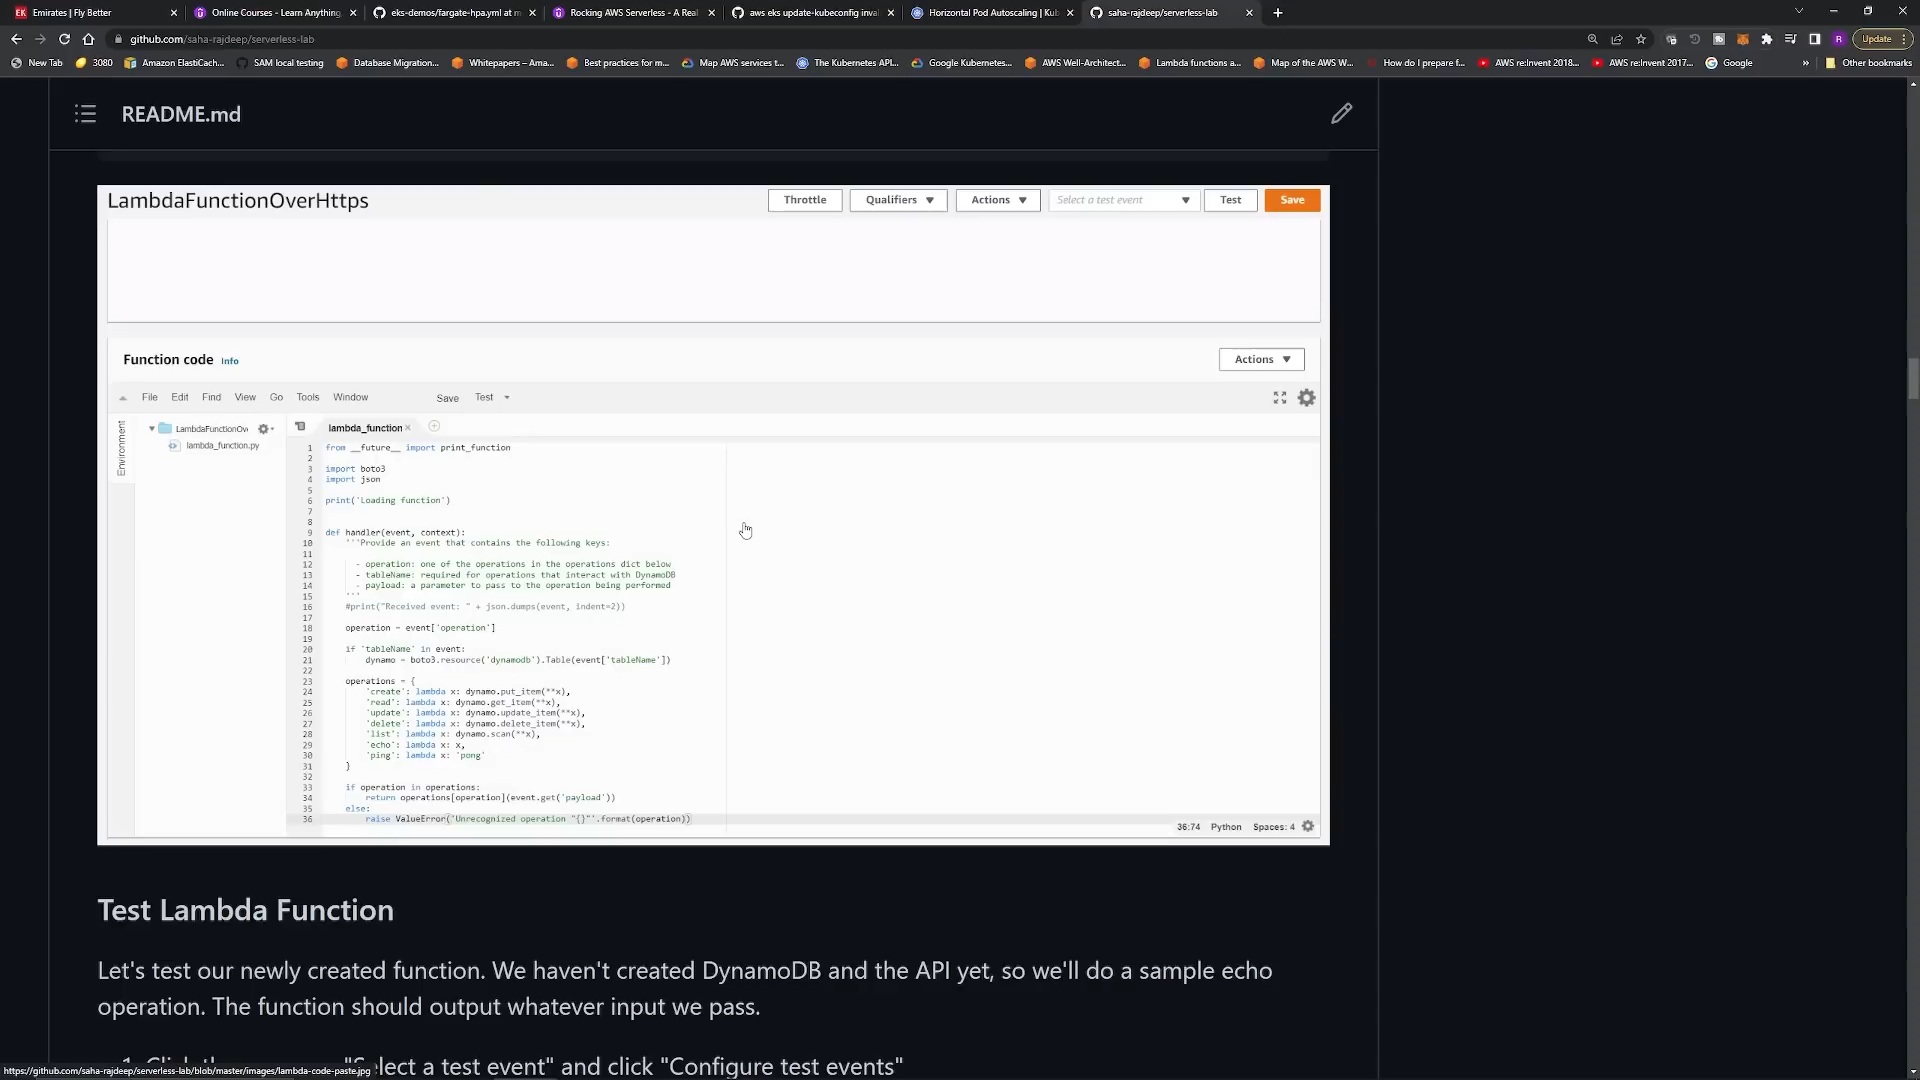 Emirates | Fly Better
Online Courses - Learn Anything
eks-demos/fargate-hpa.yml at m
Rocking AWS Serverless - A Real
aws eks update-kubeconfig inval
Horizontal Pod Autoscaling | Kub
saha-rajdeep/serverless-lab
github.com/saha-rajdeep/serverless-lab
R
Update
New Tab
3080
Amazon ElastiCach...
SAM local testing
Database Migration...
Whitepapers – Ama...
Best practices for m...
Map AWS services t...
The Kubernetes API...
Google Kubernetes...
AWS Well-Architect...
Lambda functions a...
Map of the AWS W...
How do I prepare f...
AWS re:Invent 2018...
AWS re:Invent 2017...
Google
»
Other bookmarks
README.md
LambdaFunctionOverHttps
Throttle
Qualifiers
Actions
Select a test event
Test
Save
Function code Info
Actions
File Edit Find View Go Tools Window Save Test
Environment
LambdaFunctionOv
lambda_function.py
lambda_function
1 from __future__ import print_function
2
3 import boto3
4 import json
5
6 print('Loading function')
7
8
9 def handler(event, context):
10 '''Provide an event that contains the following keys:
11
12 - operation: one of the operations in the operations dict below
13 - tableName: required for operations that interact with DynamoDB
14 - payload: a parameter to pass to the operation being performed
15 '''
16 #print("Received event: " + json.dumps(event, indent=2))
17
18 operation = event['operation']
19
20 if 'tableName' in event:
21 dynamo = boto3.resource('dynamodb').Table(event['tableName'])
22
23 operations = {
24 'create': lambda x: dynamo.put_item(**x),
25 'read': lambda x: dynamo.get_item(**x),
26 'update': lambda x: dynamo.update_item(**x),
27 'delete': lambda x: dynamo.delete_item(**x),
28 'list': lambda x: dynamo.scan(**x),
29 'echo': lambda x: x,
30 'ping': lambda x: 'pong'
31 }
32
33 if operation in operations:
34 return operations[operation](event.get('payload'))
35 else:
36 raise ValueError('Unrecognized operation "{}"'.format(operation))
36:74 Python Spaces: 4
Test Lambda Function
Let's test our newly created function. We haven't created DynamoDB and the API yet, so we'll do a sample echo
operation. The function should output whatever input we pass.
"Select a test event" and click "Configure test events"
https://github.com/saha-rajdeep/serverless-lab/blob/master/images/lambda-code-paste.jpg